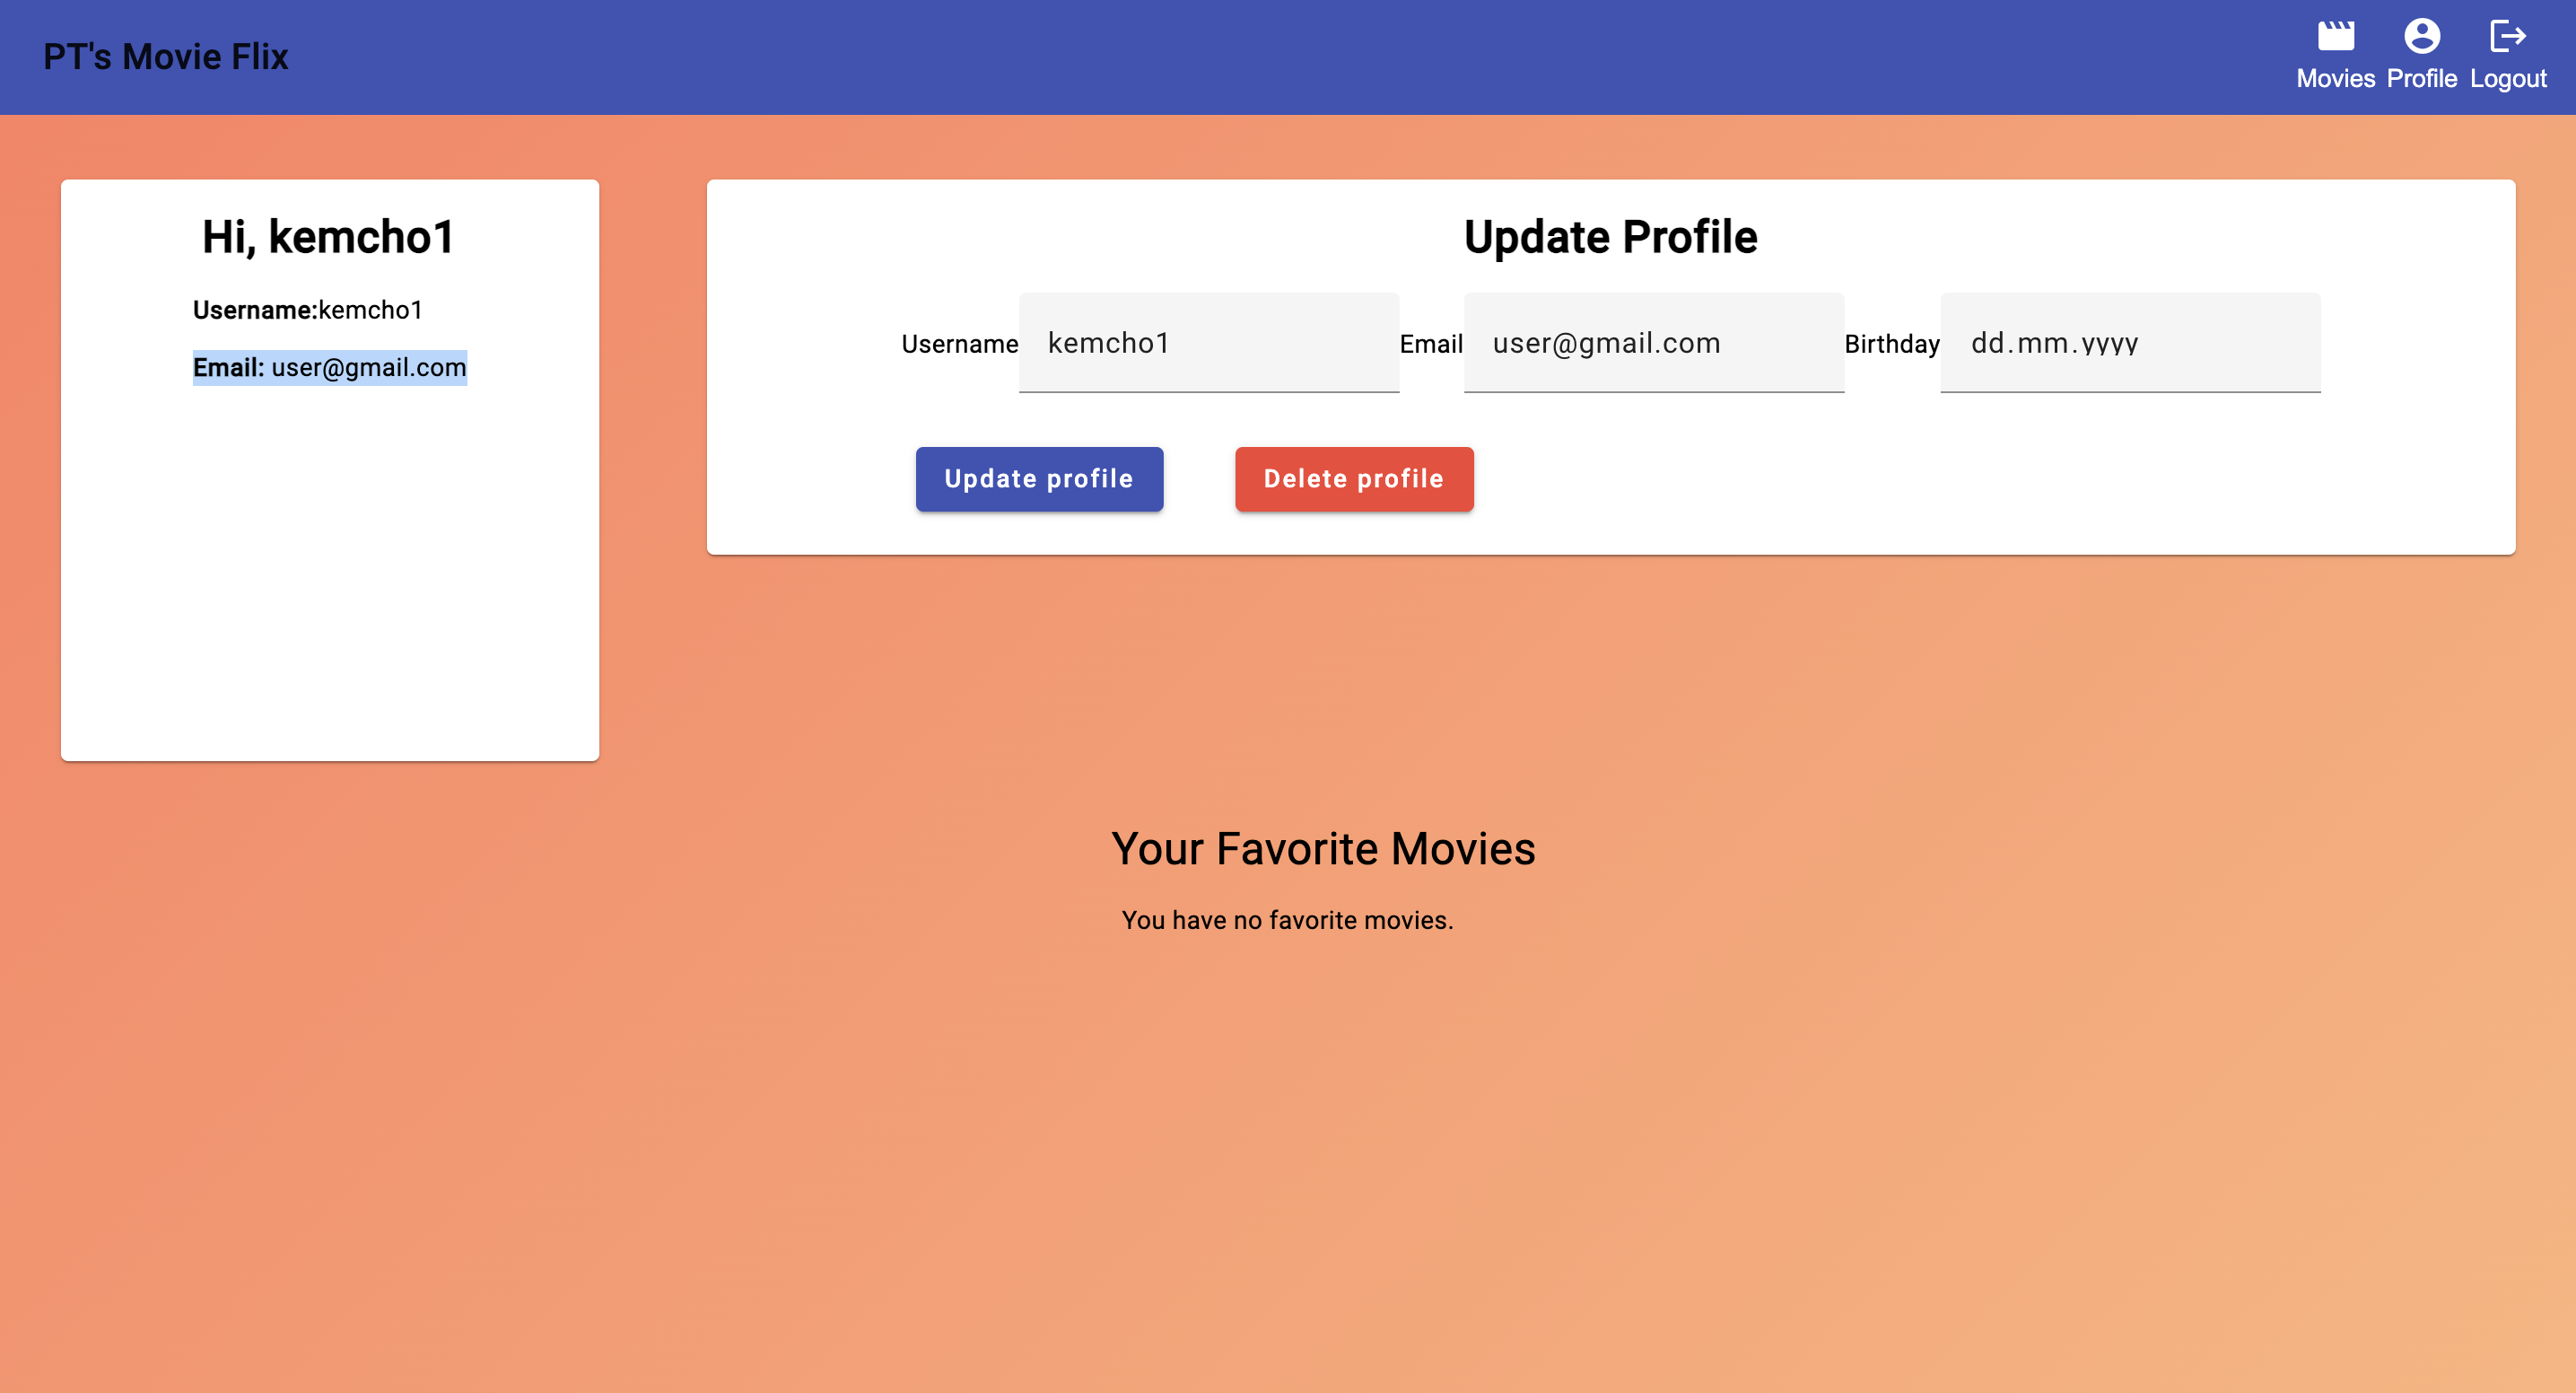 PT's Movie Flix
Movies Profile Logout
Hi, kemcho1
Username:kemcho1
Email: user@gmail.com
Update Profile
Username kemcho1 Email user@gmail.com Birthday dd.mm.yyyy
Update profile Delete profile
Your Favorite Movies
You have no favorite movies.